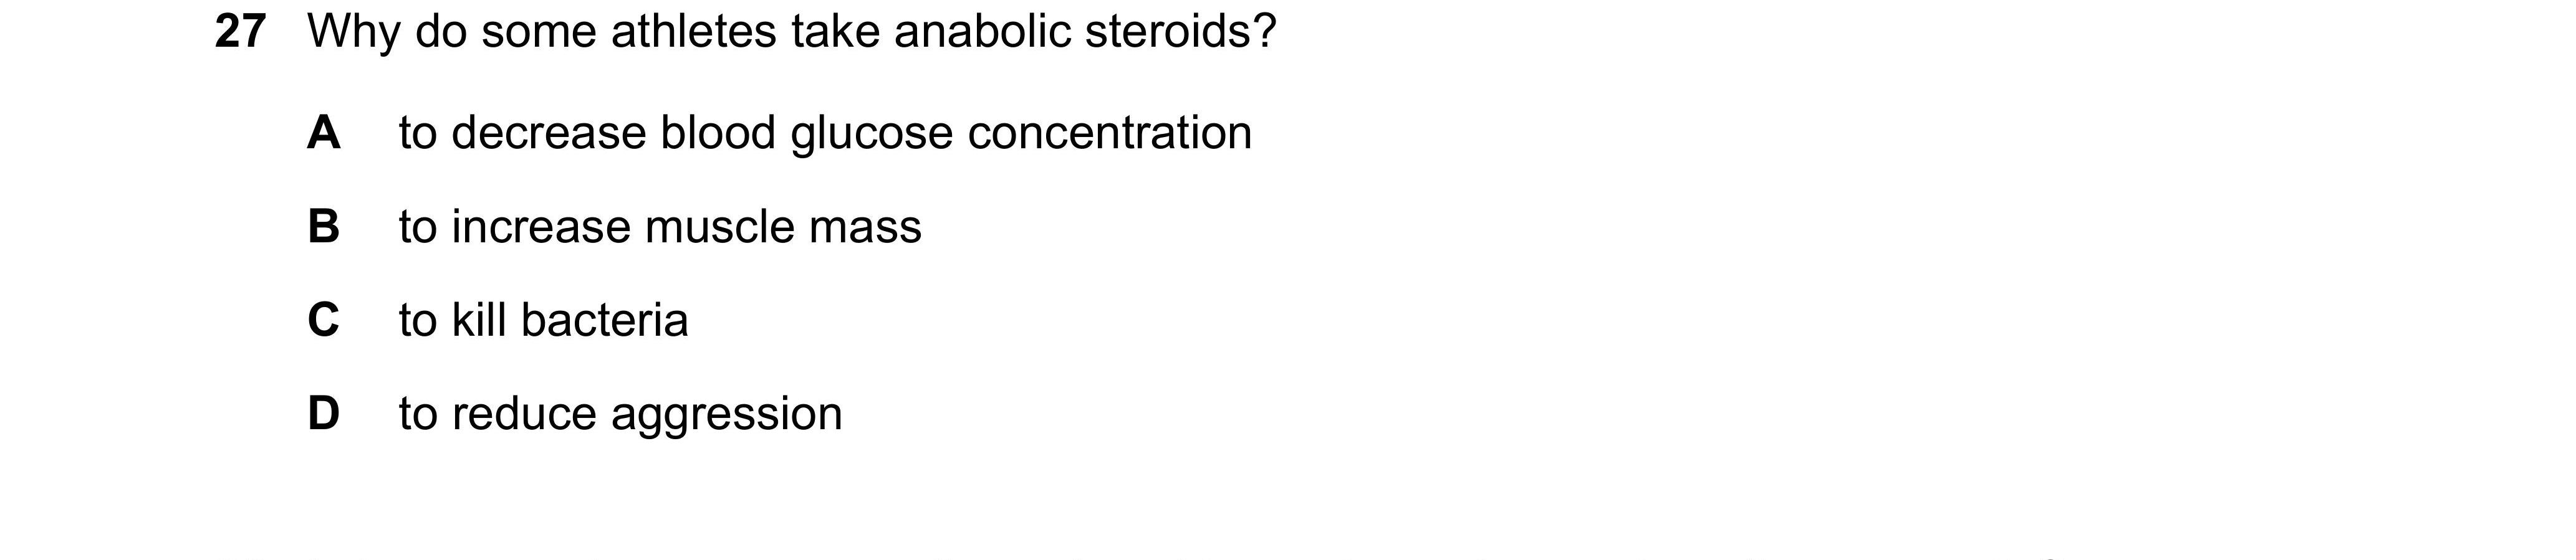 27 Why do some athletes take anabolic steroids?
A to decrease blood glucose concentration
B to increase muscle mass
C to kill bacteria
D to reduce aggression